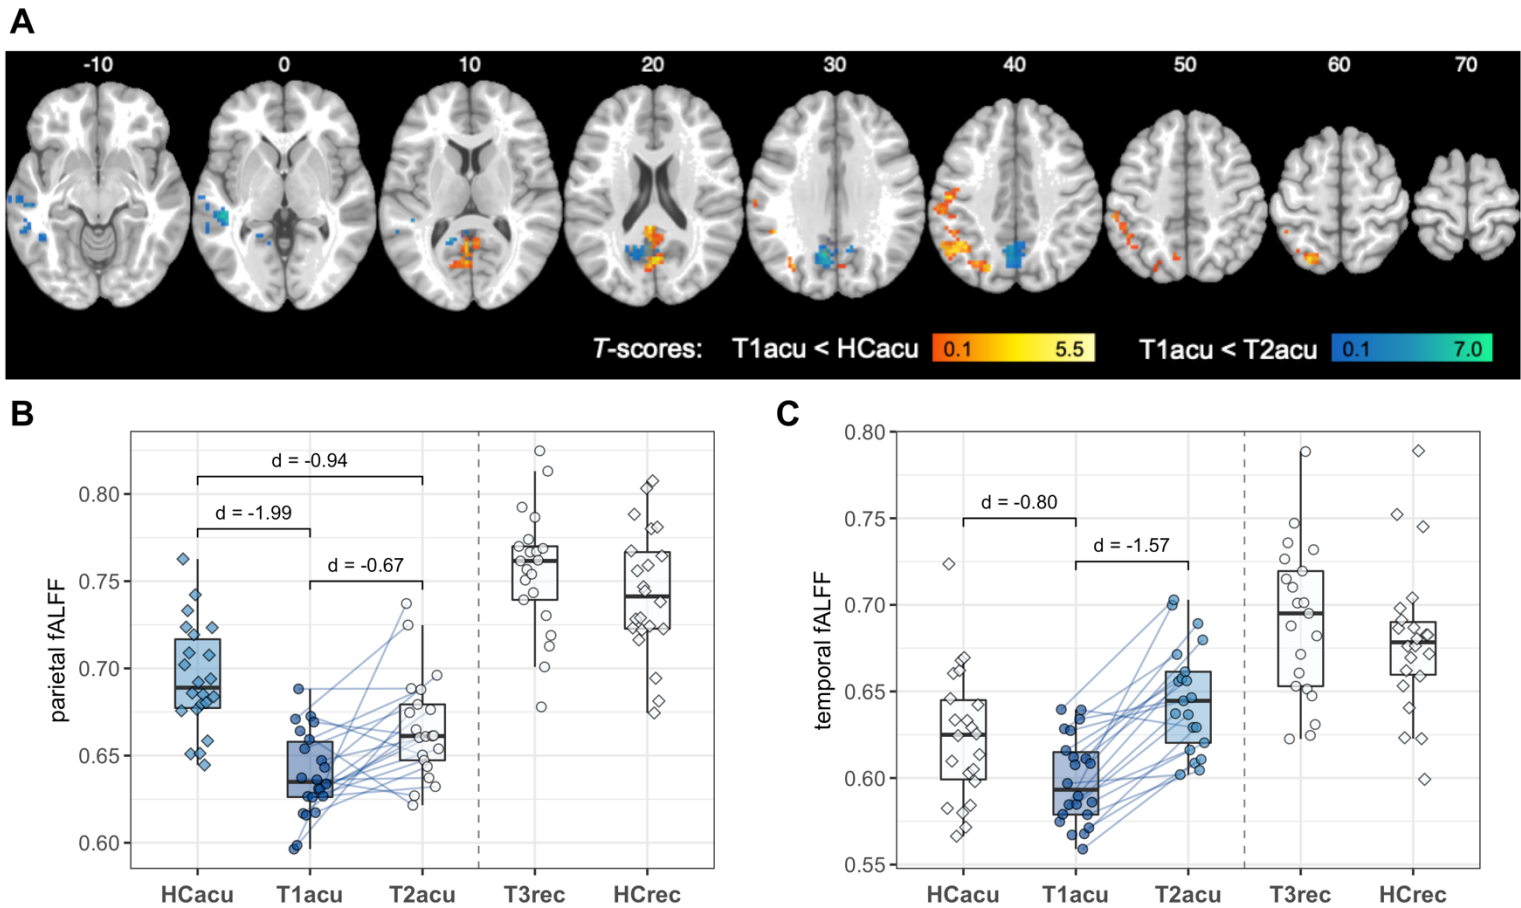 A
-10 0 10 20 30 40 50 60 70
T-scores: T1acu < HCacu 0.1 5.5 T1acu < T2acu 0.1 7.0
B
d = -0.94
d = -1.99
d = -0.67
parietal fALFF
0.80
0.75
0.70
0.65
0.60
HCacu T1acu T2acu T3rec HCrec
C
d = -0.80
d = -1.57
temporal fALFF
0.80
0.75
0.70
0.65
0.60
0.55
HCacu T1acu T2acu T3rec HCrec